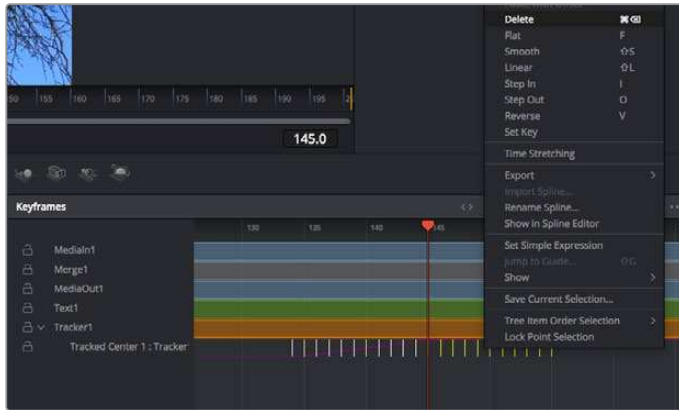 Delete ⌘⌫
Flat F
Smooth ⇧S
Linear ⇧L
Step In I
Step Out O
Reverse V
Set Key
Time Stretching
Export >
Import Spline...
Rename Spline...
Show in Spline Editor
Set Simple Expression
Jump to Guide... ⇧G
Show >
Save Current Selection...
Tree Item Order Selection >
Lock Point Selection
155 160 165 170 175 180 185 190 195
145.0
Keyframes
130 135 140 145
MediaIn1
Merge1
MediaOut1
Text1
Tracker1
Tracked Center 1 : Tracker